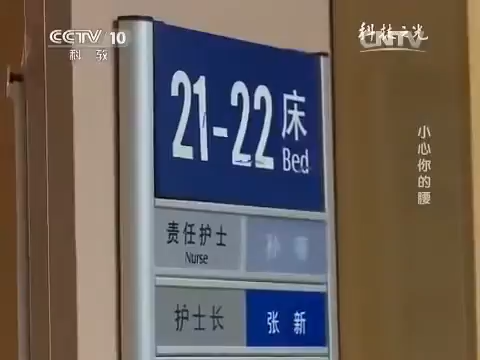 CCTV 10
科教
科技之光
CNTV
小心你的腰
21-22 床
Bed
责任护士
Nurse
护士长
张新